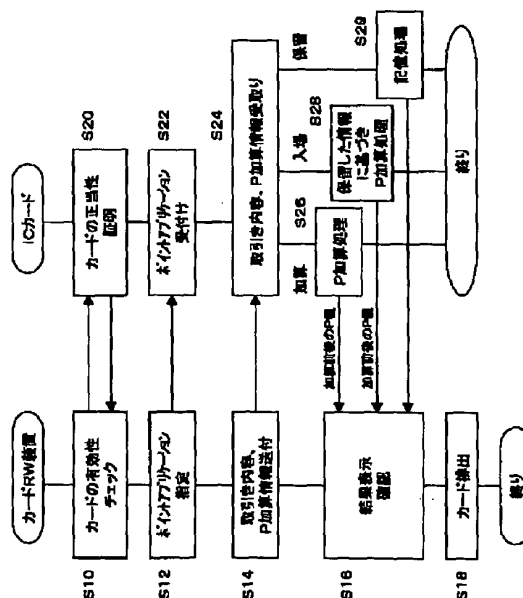 カードRW装置
S10
カードの有効性
チェック
S12
ポイントアプリケーション
指定
S14
取引き内容、
P加算情報送付
S16
結果表示
確認
S18
カード排出
終り
ICカード
S20
カードの正当性
証明
S22
ポイントアプリケーション
受付け
S24
取引き内容、P加算情報受取り
加算
S26
P加算処理
加算前後のP値
入場
S28
保留した情報
に基づき
P加算処理
加算前後のP値
保留
S29
記憶処理
終り